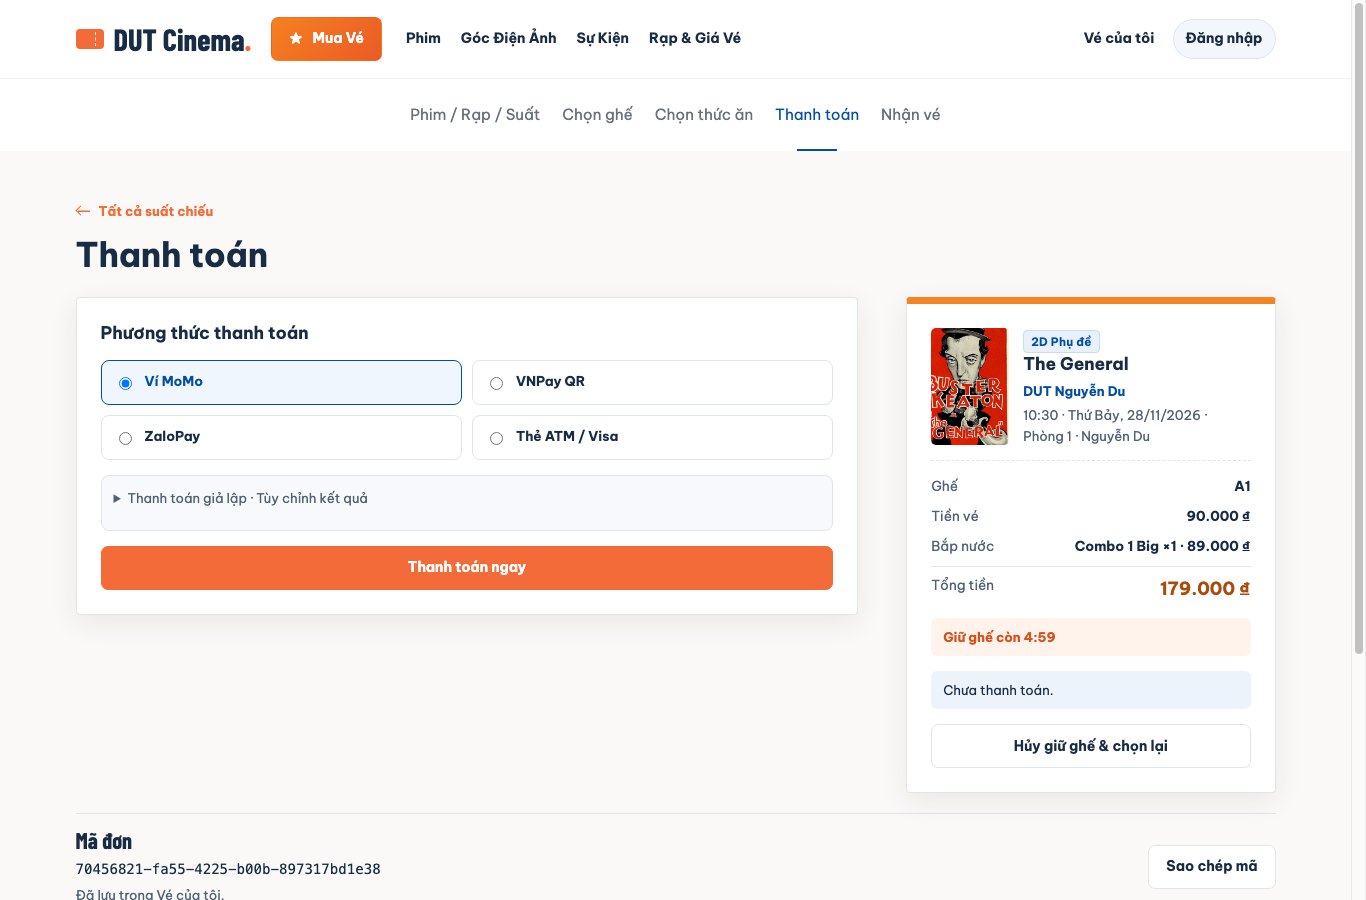 DUT Cinema.
Mua Vé
Phim
Góc Điện Ảnh
Sự Kiện
Rạp & Giá Vé
Vé của tôi
Đăng nhập
Phim / Rạp / Suất
Chọn ghế
Chọn thức ăn
Thanh toán
Nhận vé
← Tất cả suất chiếu
Thanh toán
Phương thức thanh toán
Ví MoMo
VNPay QR
ZaloPay
Thẻ ATM / Visa
Thanh toán giả lập · Tùy chỉnh kết quả
Thanh toán ngay
BUSTER
KEATON
The
GENERAL
2D Phụ đề
The General
DUT Nguyễn Du
10:30 · Thứ Bảy, 28/11/2026 ·
Phòng 1 · Nguyễn Du
Ghế A1
Tiền vé 90.000 đ
Bắp nước Combo 1 Big ×1 · 89.000 đ
Tổng tiền 179.000 đ
Giữ ghế còn 4:59
Chưa thanh toán.
Hủy giữ ghế & chọn lại
Mã đơn
70456821-fa55-4225-b00b-897317bd1e38
Đã lưu trong Vé của tôi.
Sao chép mã